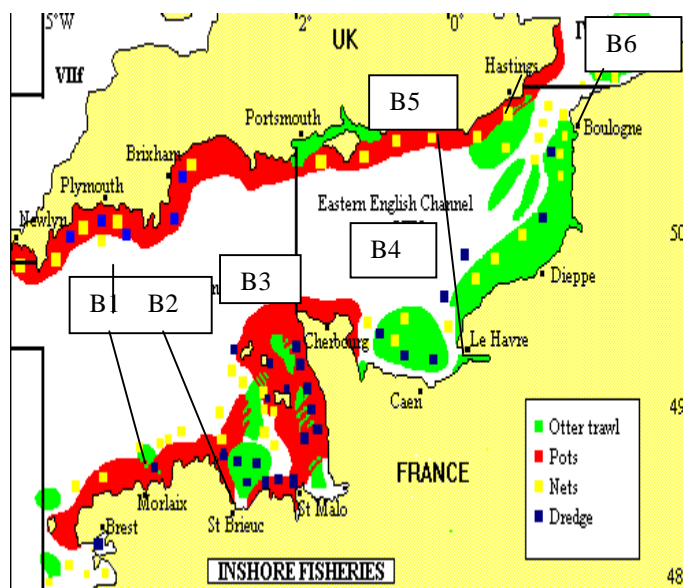 5°W
2°
0°
UK
IV
B6
VIIf
Hastings
B5
Portsmouth
Boulogne
Brixham
Plymouth
Newlyn
Eastern English Channel
50
B4
B3
Dieppe
B1
B2
n
Cherbourg
Le Havre
Caen
49
Otter trawl
Pots
Nets
Dredge
FRANCE
Morlaix
St Malo
St Brieuc
Brest
INSHORE FISHERIES
48